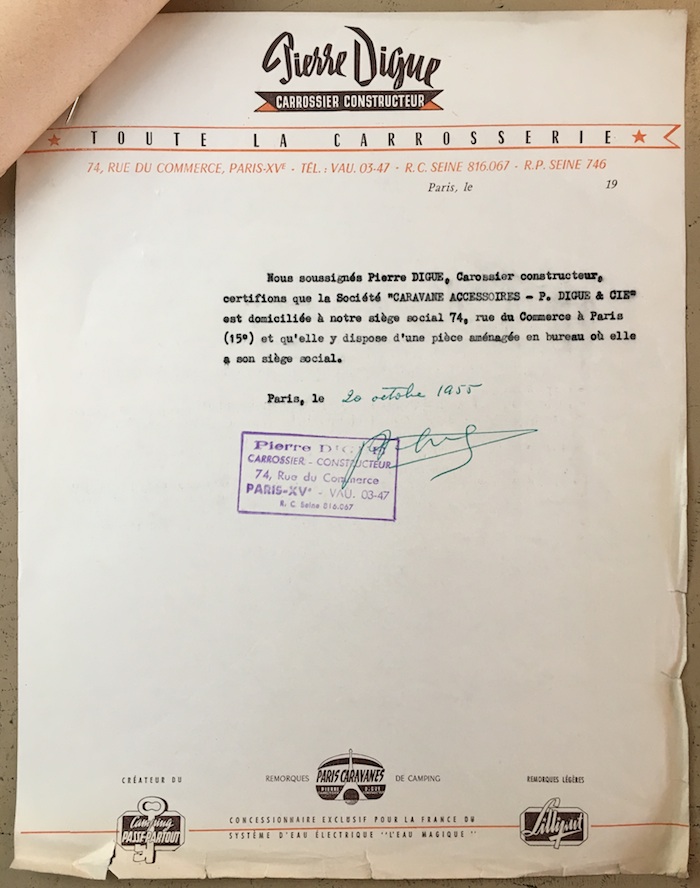 Pierre Digue
CARROSSIER CONSTRUCTEUR
★ TOUTE LA CARROSSERIE ★
74, RUE DU COMMERCE, PARIS-XVE - TÉL. : VAU. 03-47 - R.C. SEINE 816.067 - R.P. SEINE 746
Paris, le 19
Nous soussignés Pierre DIGUE, Carossier constructeur,
certifions que la Société "CARAVANE ACCESSOIRES - P. DIGUE & CIE"
est domiciliée à notre siège social 74, rue du Commerce à Paris
(15°) et qu'elle y dispose d'une pièce aménagée en bureau où elle
a son siège social.
Paris, le 20 octobre 1955
Pierre DIGUE
CARROSSIER - CONSTRUCTEUR
74, Rue du Commerce
PARIS-XVe - VAU. 03-47
R. C. Seine 816.067
CRÉATEUR DU
Camping
PASSE-PARTOUT
REMORQUES PARIS CARAVANES DE CAMPING
PIERRE DIGUE
REMORQUES LÉGÈRES
Lilliput
CONCESSIONNAIRE EXCLUSIF POUR LA FRANCE DU
SYSTÈME D'EAU ÉLECTRIQUE "L'EAU MAGIQUE"